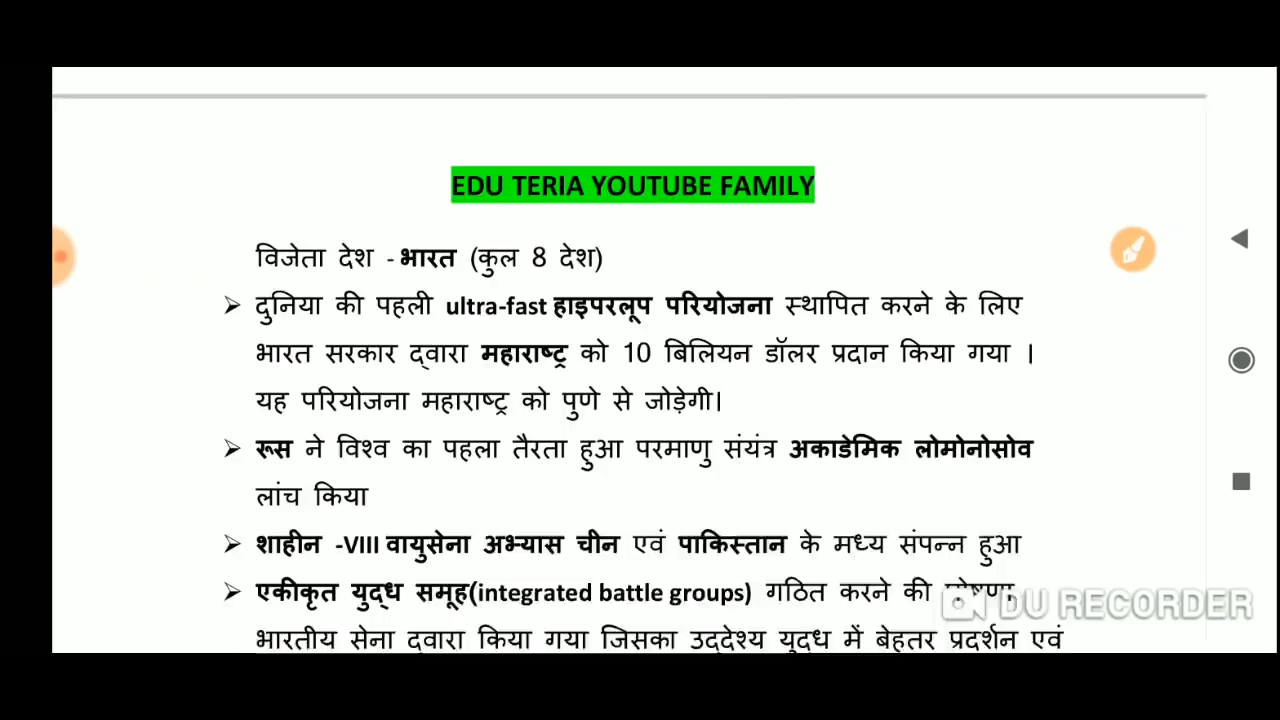 EDU TERIA YOUTUBE FAMILY
विजेता देश - भारत (कुल 8 देश)
➢ दुनिया की पहली ultra-fast हाइपरलूप परियोजना स्थापित करने के लिए
भारत सरकार द्वारा महाराष्ट्र को 10 बिलियन डॉलर प्रदान किया गया ।
यह परियोजना महाराष्ट्र को पुणे से जोड़ेगी।
➢ रूस ने विश्व का पहला तैरता हुआ परमाणु संयंत्र अकाडेमिक लोमोनोसोव
लांच किया
➢ शाहीन -VIII वायुसेना अभ्यास चीन एवं पाकिस्तान के मध्य संपन्न हुआ
➢ एकीकृत युद्ध समूह(integrated battle groups) गठित करने की
DU RECORDER
भारतीय सेना द्वारा किया गया जिसका उद्देश्य युद्ध में बेहतर प्रदर्शन एवं